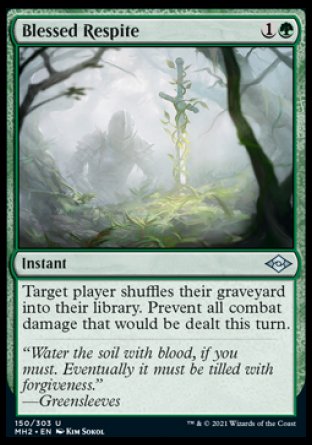 Blessed Respite 1
Instant
Target player shuffles their graveyard
into their library. Prevent all combat
damage that would be dealt this turn.
“Water the soil with blood, if you
must. Eventually it must be tilled with
forgiveness.”
—Greensleeves
150/303 U
MH2 • EN Kim Sokol
™ & © 2021 Wizards of the Coast